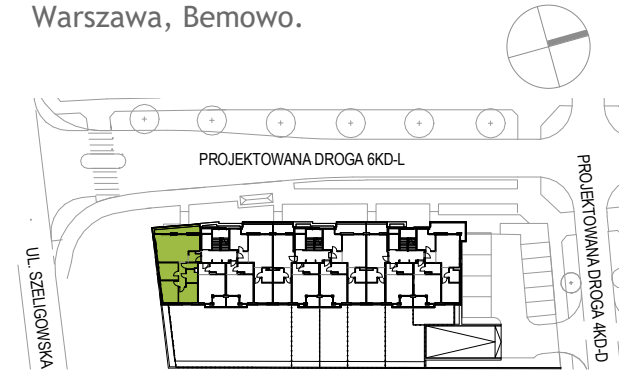 Warszawa, Bemowo.
PROJEKTOWANA DROGA 6KD-L
PROJEKTOWANA DROGA 4KD-D
UL. SZELIGOWSKA